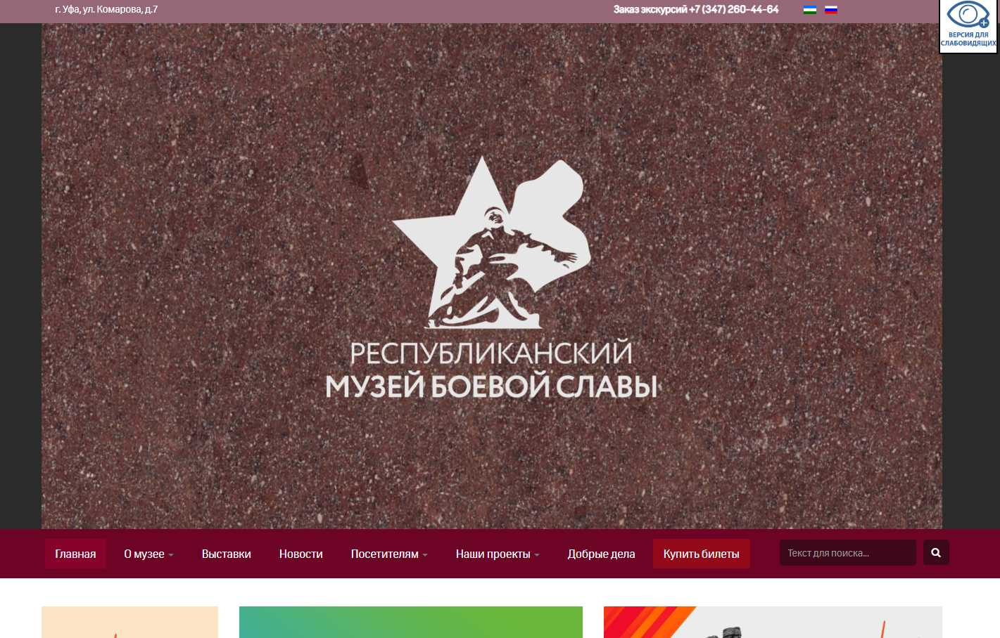 г. Уфа, ул. Комарова, д.7
Заказ экскурсий +7 (347) 260-44-64
ВЕРСИЯ ДЛЯ
СЛАБОВИДЯЩИХ
РЕСПУБЛИКАНСКИЙ
МУЗЕЙ БОЕВОЙ СЛАВЫ
Главная О музее Выставки Новости Посетителям Наши проекты Добрые дела Купить билеты Текст для поиска...